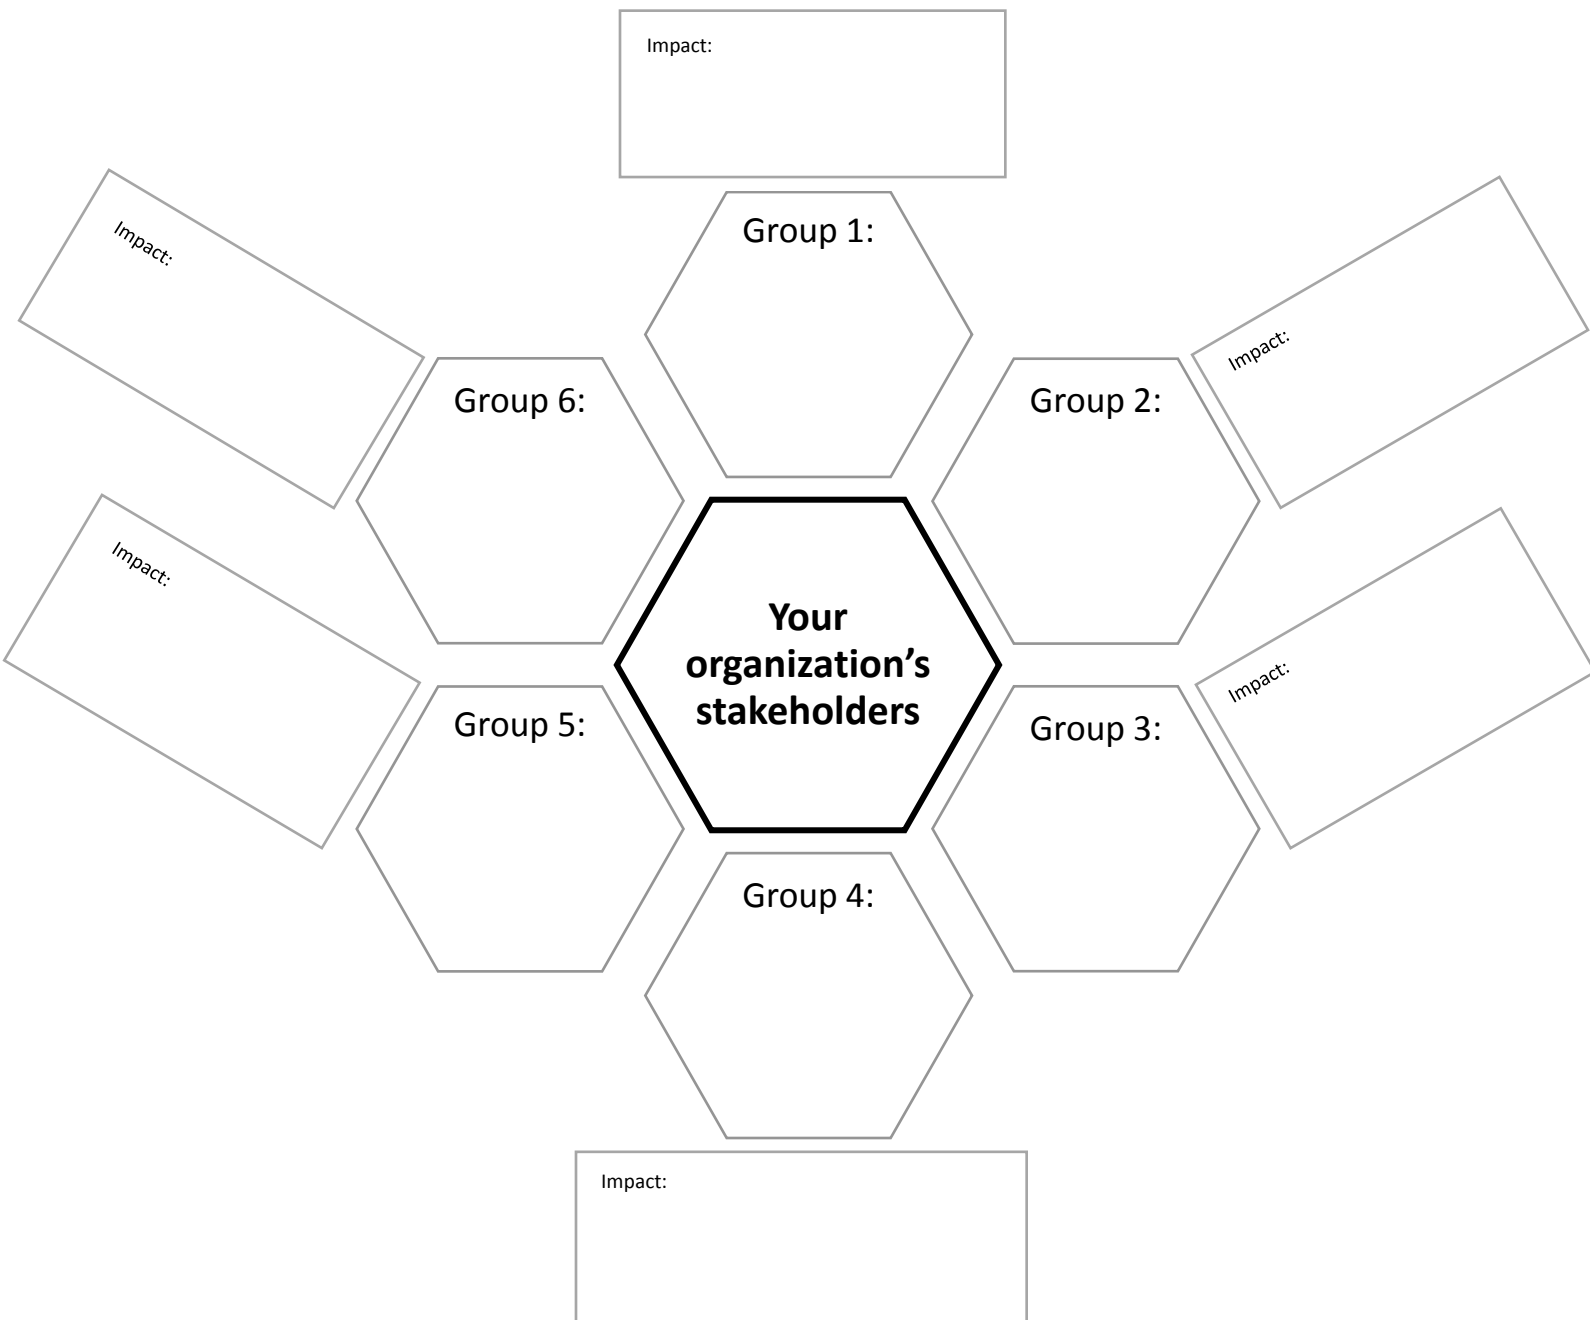 Impact:
Group 1:
Impact:
Impact:
Group 6:
Group 2:
Impact:
Impact:
Your
organization’s
stakeholders
Group 5:
Group 3:
Group 4:
Impact: